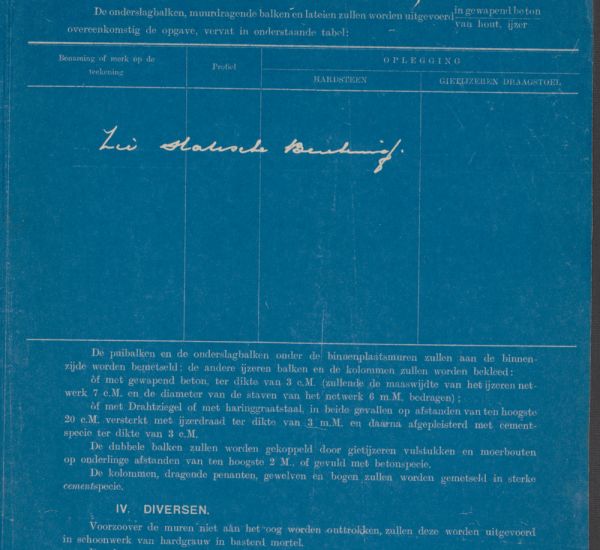 De onderslagbalken, muurdragende balken en lateien zullen worden uitgevoerd in gewapend beton
van hout, ijzer
overeenkomstig de opgave, vervat in onderstaande tabel:
Benaming of merk op de teekening
Profiel
OPLEGGING
HARDSTEEN
GIETIJZEREN DRAAGSTOEL
Zie Statische Berekening.
De puibalken en de onderslagbalken onder de binnenplaatsmuren zullen aan de binnen-
zijde worden bemetseld; de andere ijzeren balken en de kolommen zullen worden bekleed:
òf met gewapend beton, ter dikte van 3 c.M. (zullende de maaswijdte van het ijzeren net-
werk 7 c.M. en de diameter van de staven van het netwerk 6 m.M. bedragen);
òf met Drahtziegel of met haringgraatstaal, in beide gevallen op afstanden van ten hoogste
20 c.M. versterkt met ijzerdraad ter dikte van 3 m.M. en daarna afgepleisterd met cement-
specie ter dikte van 3 c.M.
De dubbele balken zullen worden gekoppeld door gietijzeren vulstukken en moerbouten
op onderlinge afstanden van ten hoogste 2 M., of gevuld met betonspecie.
De kolommen, dragende penanten, gewelven en bogen zullen worden gemetseld in sterke
cementspecie.
IV. DIVERSEN.
Voorzoover de muren niet aan het oog worden onttrokken, zullen deze worden uitgevoerd
in schoonwerk van hardgrauw in basterd mortel.